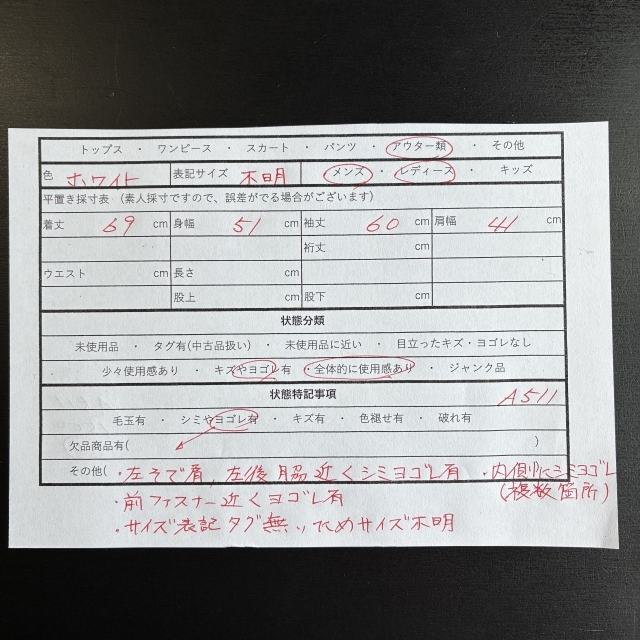 トップス ・ ワンピース ・ スカート ・ パンツ ・ アウター類 ・ その他
色 ホワイト 表記サイズ 不明 メンズ ・ レディース ・ キッズ
平置き採寸表 (素人採寸ですので、誤差がでる場合がございます)
着丈 69 cm 身幅 51 cm 袖丈 60 cm 肩幅 41 cm
裄丈 cm
ウエスト cm 長さ cm
股上 cm 股下 cm
状態分類
未使用品 ・ タグ有(中古品扱い) ・ 未使用品に近い ・ 目立ったキズ・ヨゴレなし
少々使用感あり ・ キズやヨゴレ有 ・全体的に使用感あり ・ ジャンク品
状態特記事項 A511
毛玉有 ・ シミやヨゴレ有 ・ キズ有 ・ 色褪せ有 ・ 破れ有
欠品商品有( )
その他( ・左そで肩、左後脇近くシミヨゴレ有 ・内側にシミヨゴレ
・前ファスナー近くヨゴレ有 (複数箇所)
・サイズ表記タグ無いためサイズ不明